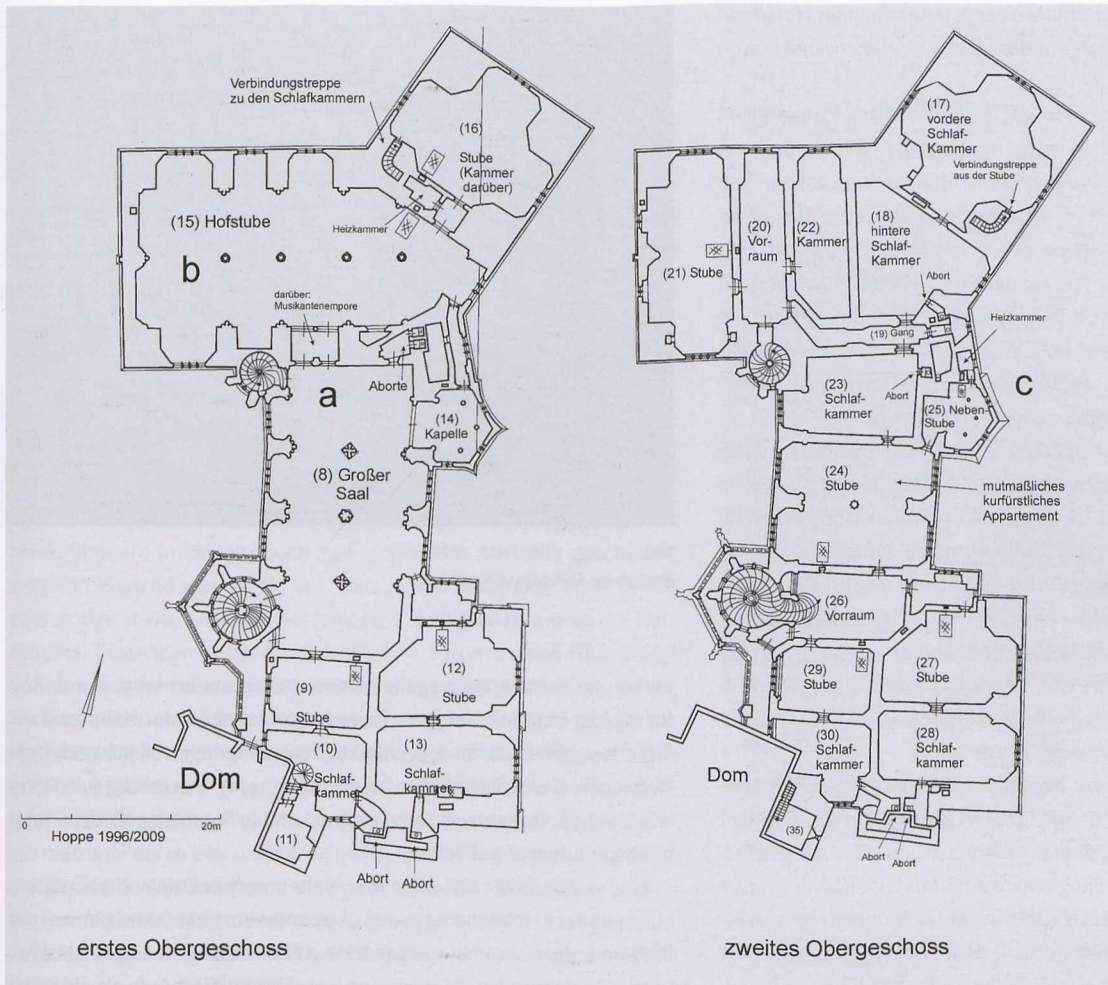 Verbindungstreppe
zu den Schlafkammern
(16)
Stube
(Kammer
darüber)
Heizkammer
(15) Hofstube
b
darüber:
Musikantenempore
a
Aborte
(14)
Kapelle
(8) Großer
Saal
(12)
Stube
(9)
Stube
(10)
Schlaf-
kammer
(13)
Schlaf-
kammer
Dom
(11)
Abort
Abort
0
20m
Hoppe 1996/2009
erstes Obergeschoss
(17)
vordere
Schlaf-
Kammer
Verbindungstreppe
aus der Stube
(18)
hintere
Schlaf-
Kammer
(20)
Vor-
raum
(22)
Kammer
(21) Stube
Abort
Heizkammer
(19) Gang
c
Abort
(23)
Schlaf-
kammer
(25) Neben-
Stube
(24)
Stube
mutmaßliches
kurfürstliches
Appartement
(26)
Vorraum
(29)
Stube
(27)
Stube
(30)
Schlaf-
kammer
(28)
Schlaf-
kammer
Dom
(35)
Abort
Abort
zweites Obergeschoss